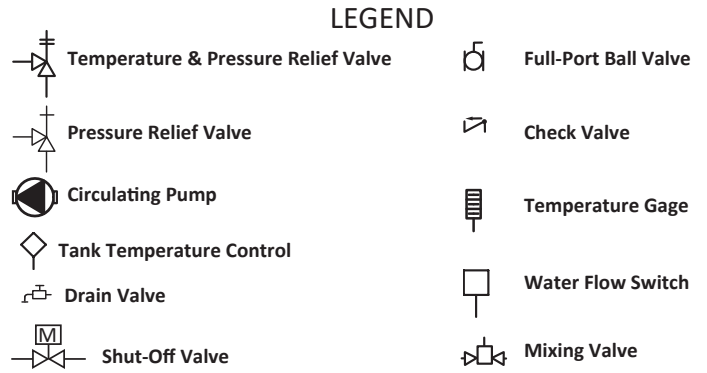 LEGEND
Temperature & Pressure Relief Valve
Full-Port Ball Valve
Pressure Relief Valve
Check Valve
Circulating Pump
Temperature Gage
Tank Temperature Control
Water Flow Switch
Drain Valve
M
Shut-Off Valve
Mixing Valve